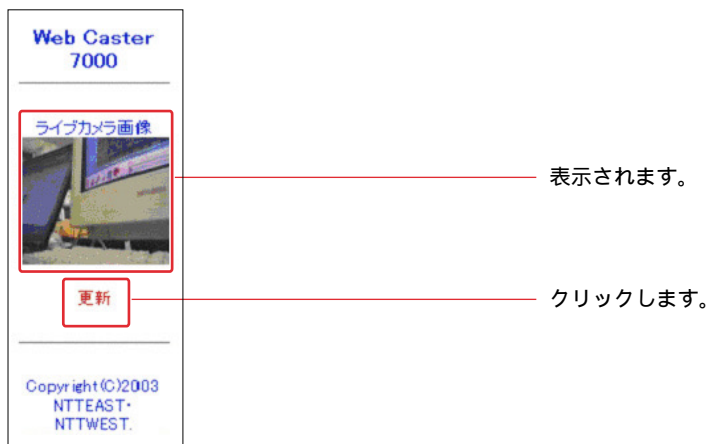 Web Caster
7000
ライブカメラ画像
表示されます。
更新
クリックします。
Copyright(C)2003
NTTEAST・
NTTWEST.